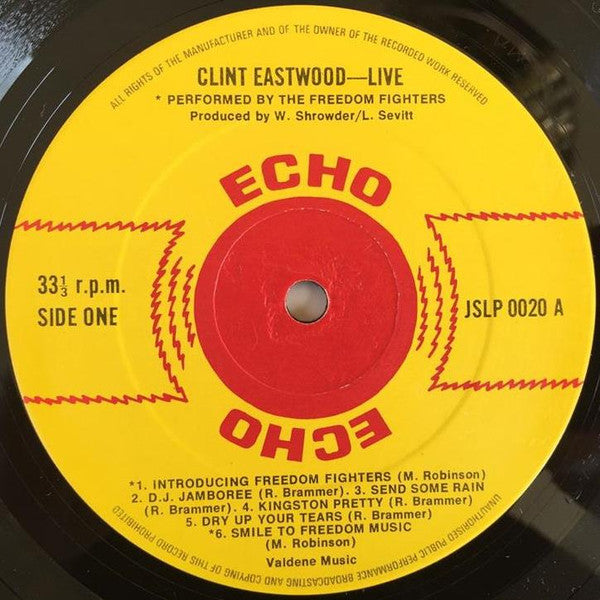 ALL RIGHTS OF THE MANUFACTURER AND OF THE OWNER OF THE RECORDED WORK RESERVED
CLINT EASTWOOD—LIVE
* PERFORMED BY THE FREEDOM FIGHTERS
Produced by W. Shrowder/L. Sevitt
ECHO
33⅓ r.p.m.
SIDE ONE
JSLP 0020 A
ECHO
*1. INTRODUCING FREEDOM FIGHTERS (M. Robinson)
2. D.J. JAMBOREE (R. Brammer). 3. SEND SOME RAIN
(R. Brammer). 4. KINGSTON PRETTY (R. Brammer)
5. DRY UP YOUR TEARS (R. Brammer)
*6. SMILE TO FREEDOM MUSIC
(M. Robinson)
Valdene Music
UNAUTHORISED PUBLIC PERFORMANCE BROADCASTING AND COPYING OF THIS RECORD PROHIBITED